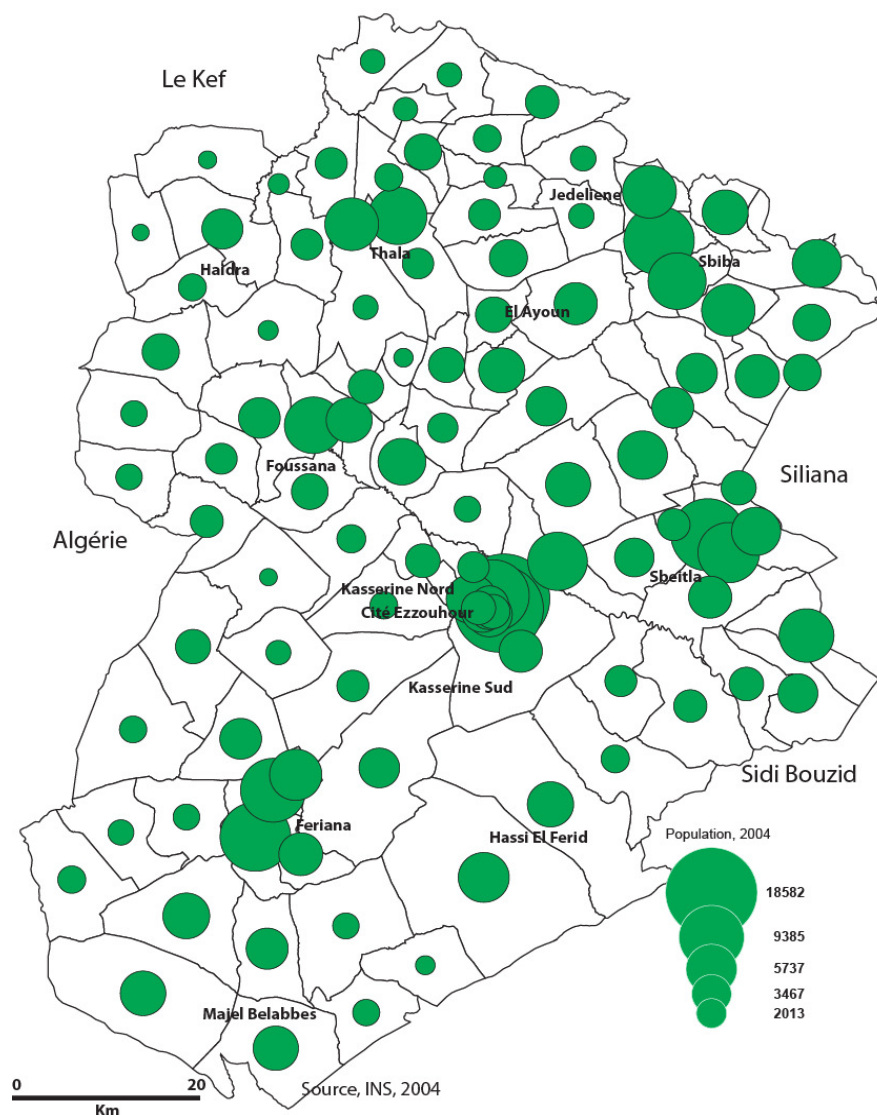 Le Kef
Jedeliene
Thala
Sbiba
Haidra
El Ayoun
Foussana
Siliana
Algérie
Sbeitla
Kasserine Nord
Cité Ezzouhour
Kasserine Sud
Sidi Bouzid
Feriana
Hassi El Ferid
Population, 2004
18582
9385
5737
3467
2013
Majel Belabbes
0 20
Km
Source, INS, 2004